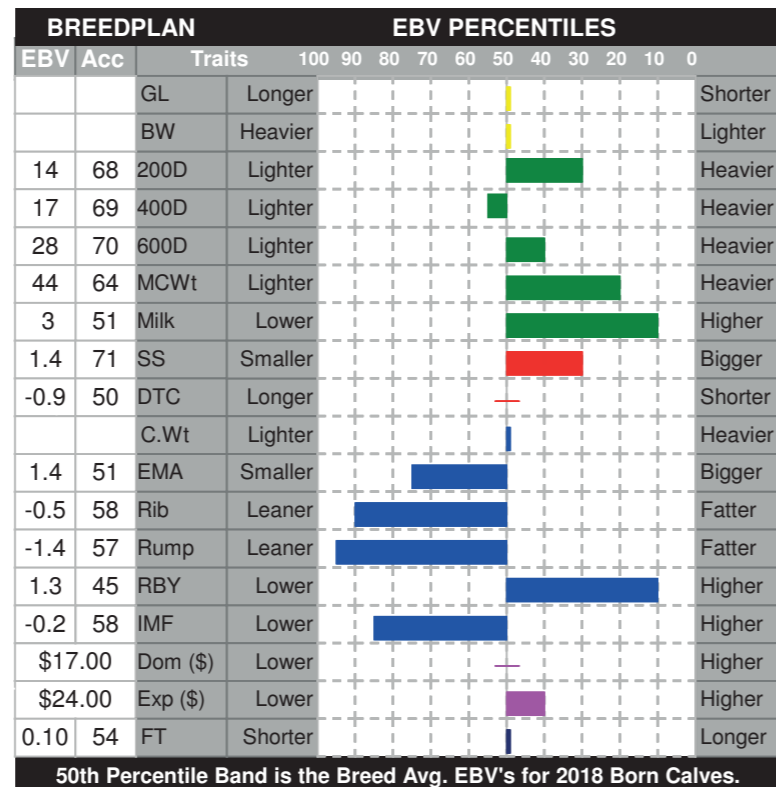 BREEDPLAN EBV PERCENTILES
EBV Acc Traits 100 90 80 70 60 50 40 30 20 10 0
GL Longer Shorter
BW Heavier Lighter
14 68 200D Lighter Heavier
17 69 400D Lighter Heavier
28 70 600D Lighter Heavier
44 64 MCWt Lighter Heavier
3 51 Milk Lower Higher
1.4 71 SS Smaller Bigger
-0.9 50 DTC Longer Shorter
C.Wt Lighter Heavier
1.4 51 EMA Smaller Bigger
-0.5 58 Rib Leaner Fatter
-1.4 57 Rump Leaner Fatter
1.3 45 RBY Lower Higher
-0.2 58 IMF Lower Higher
$17.00 Dom ($) Lower Higher
$24.00 Exp ($) Lower Higher
0.10 54 FT Shorter Longer
50th Percentile Band is the Breed Avg. EBV's for 2018 Born Calves.